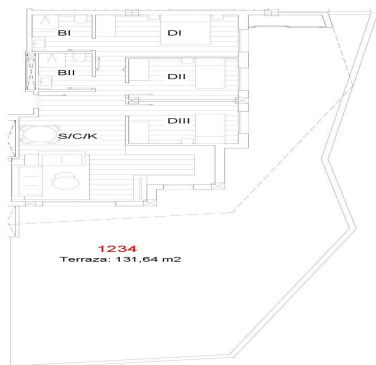 BI DI
BII DII
DIII
S/C/K
1234
Terraza: 131,64 m2